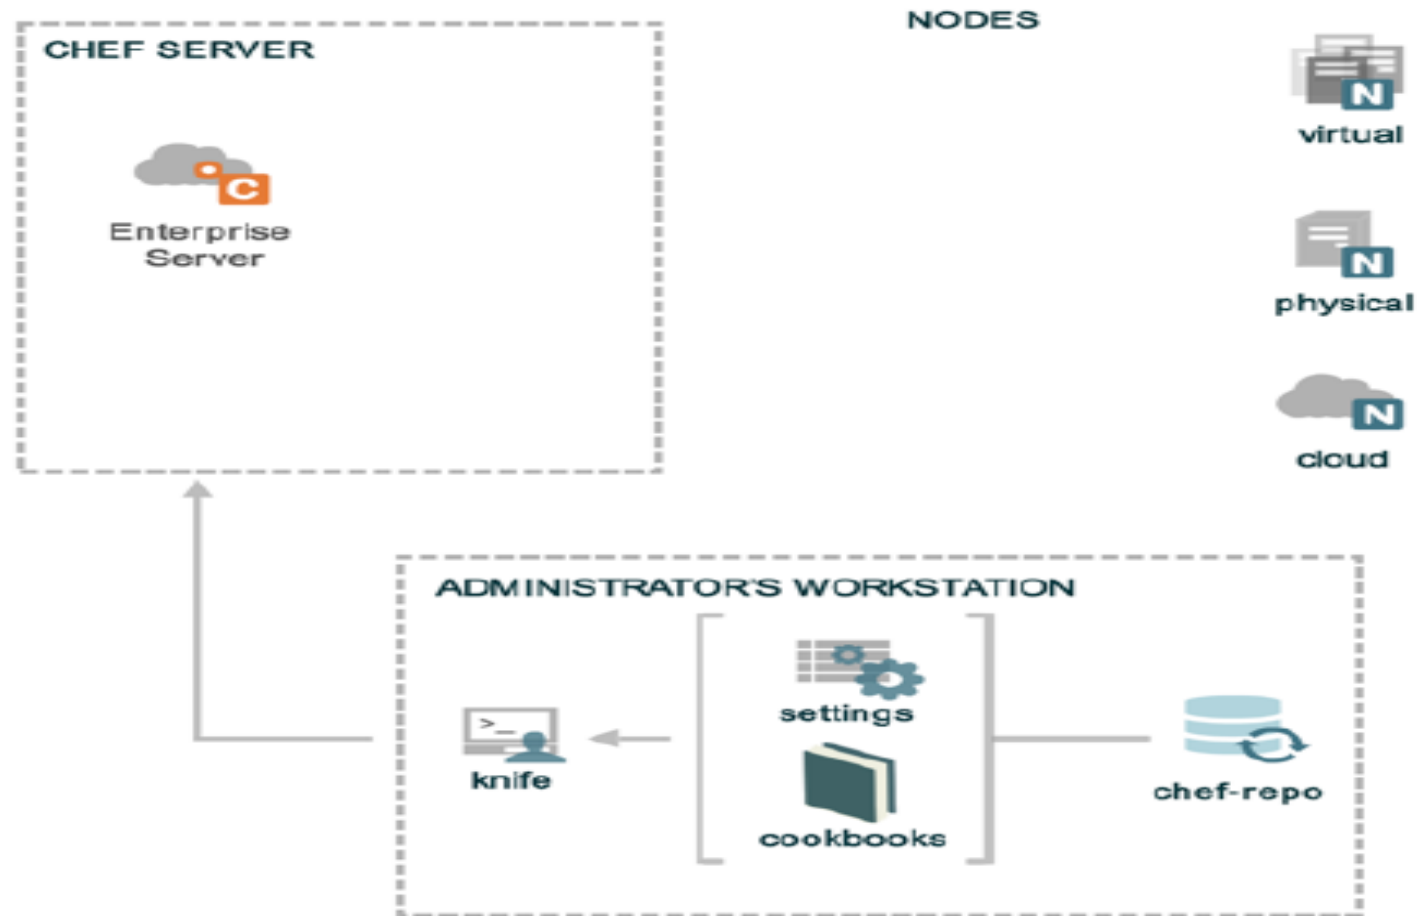 CHEF SERVER
C
Enterprise
Server
NODES
N
virtual
N
physical
N
cloud
ADMINISTRATOR'S WORKSTATION
>_
knife
settings
cookbooks
chef-repo